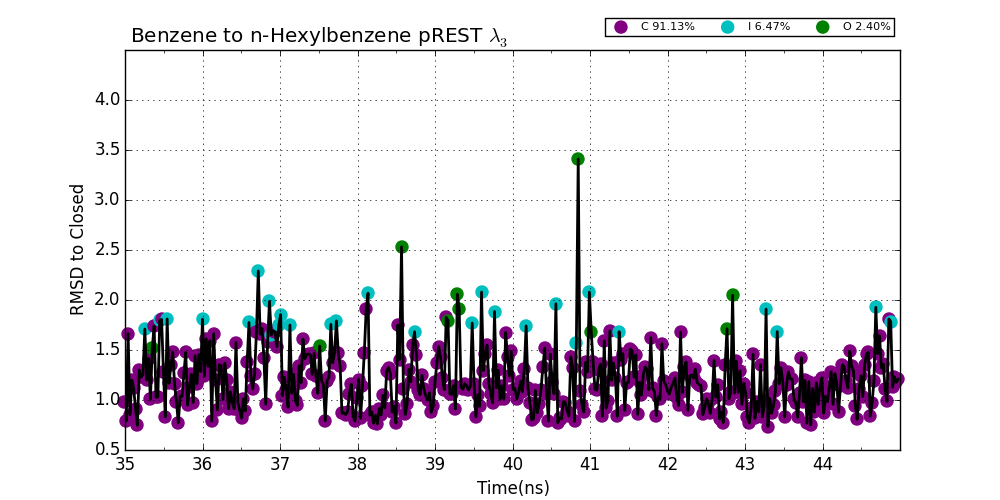 Benzene to n-Hexylbenzene pREST λ3
C 91.13% I 6.47% O 2.40%
RMSD to Closed
4.0
3.5
3.0
2.5
2.0
1.5
1.0
0.5
35 36 37 38 39 40 41 42 43 44
Time(ns)